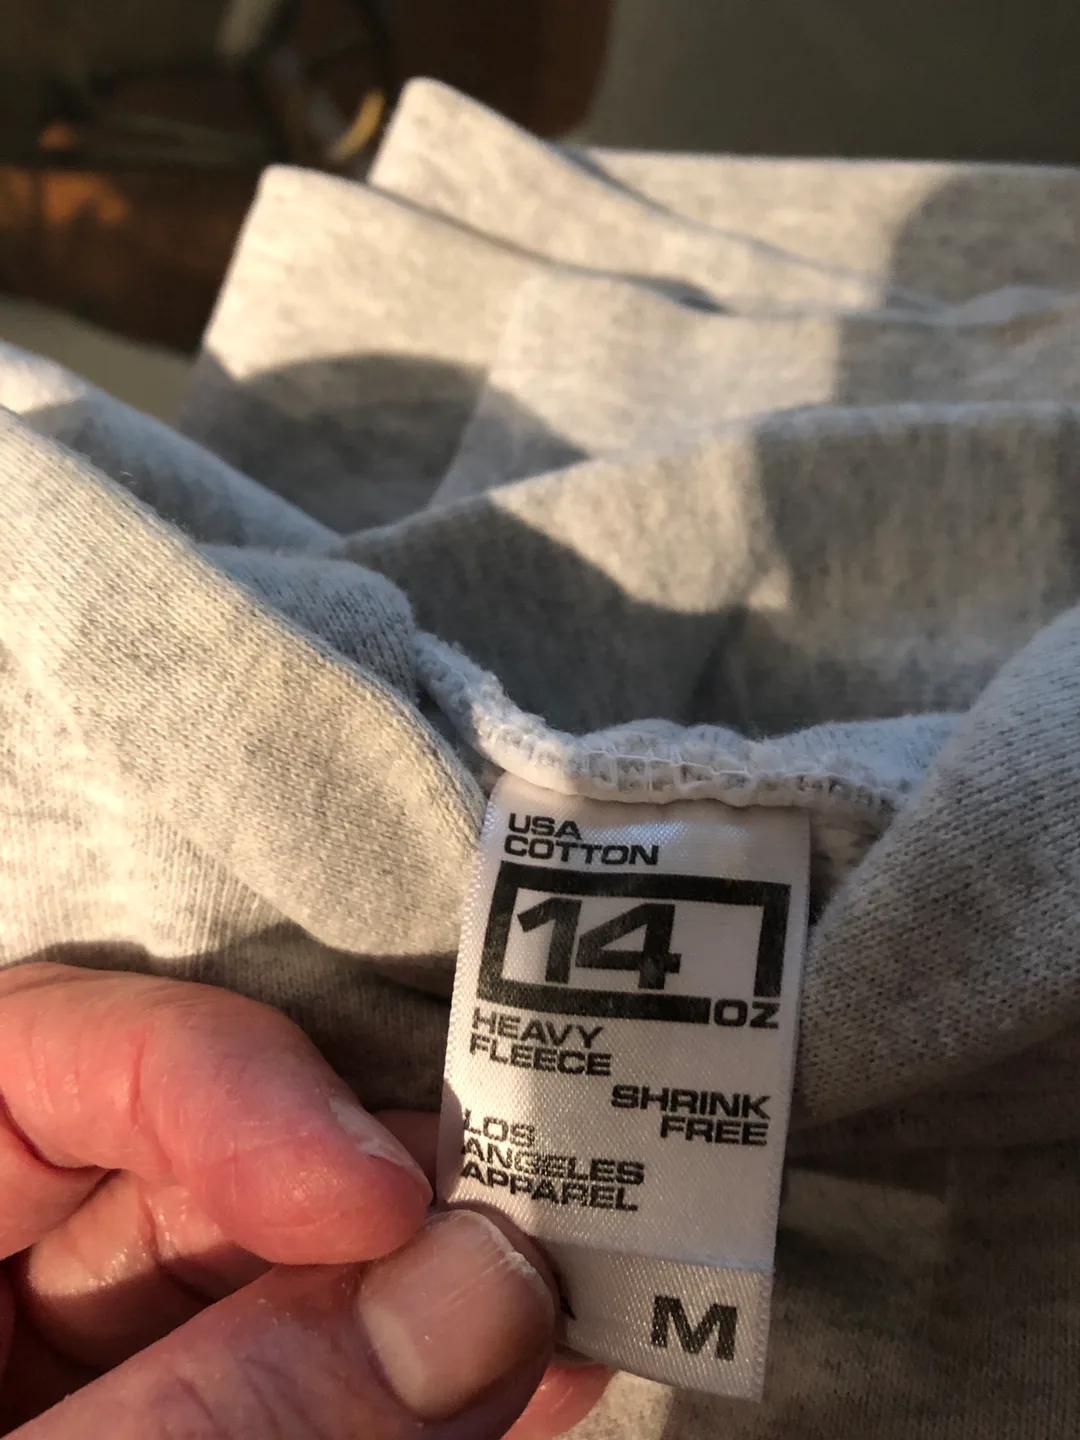 USA
COTTON
14
OZ
HEAVY
FLEECE
SHRINK
FREE
LOS
ANGELES
APPAREL
M